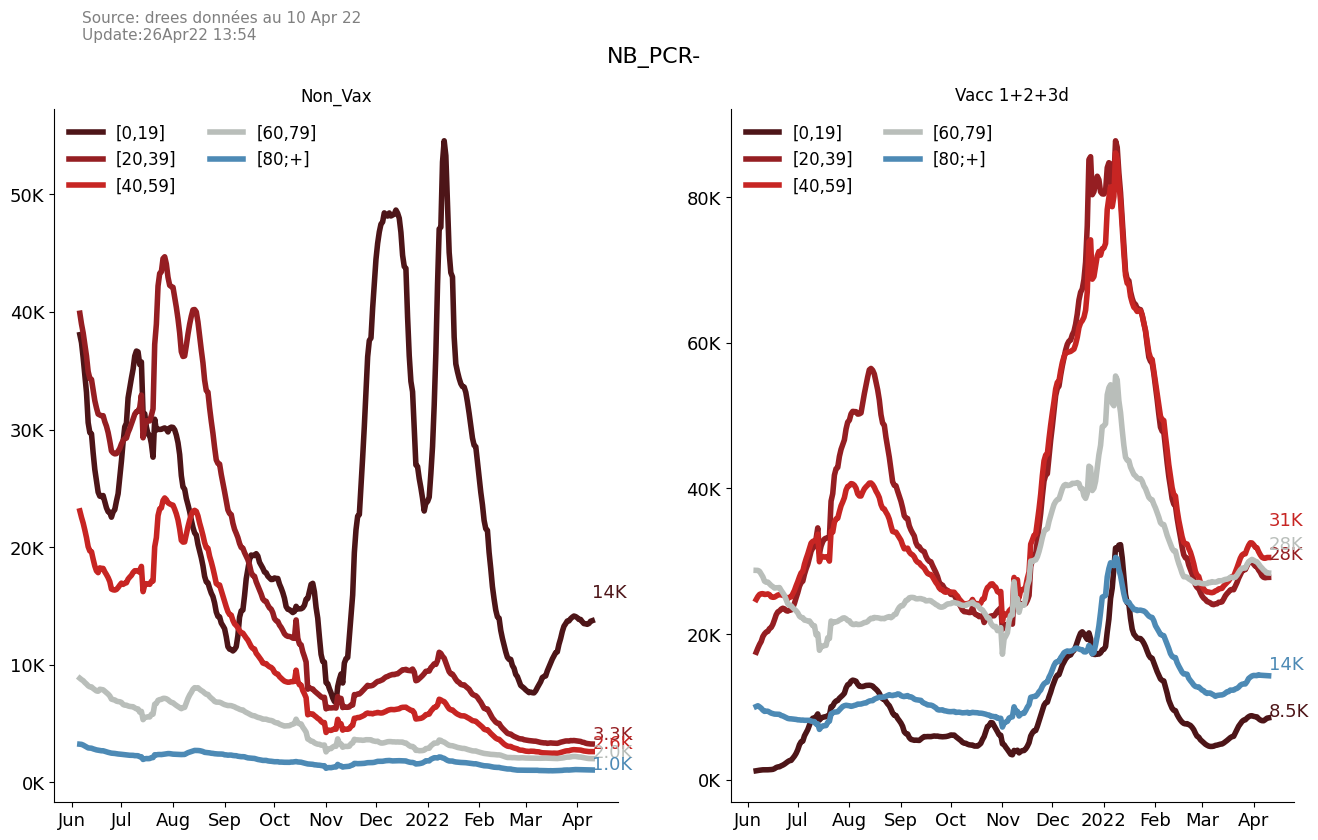 Source: drees données au 10 Apr 22
Update:26Apr22 13:54
NB_PCR-
Non_Vax
[0,19]
[20,39]
[40,59]
[60,79]
[80;+]
50K
40K
30K
20K
10K
0K
14K
3.3K
2.6K
2.0K
1.0K
Jun Jul Aug Sep Oct Nov Dec 2022 Feb Mar Apr
Vacc 1+2+3d
[0,19]
[20,39]
[40,59]
[60,79]
[80;+]
80K
60K
40K
20K
0K
31K
28K
28K
14K
8.5K
Jun Jul Aug Sep Oct Nov Dec 2022 Feb Mar Apr